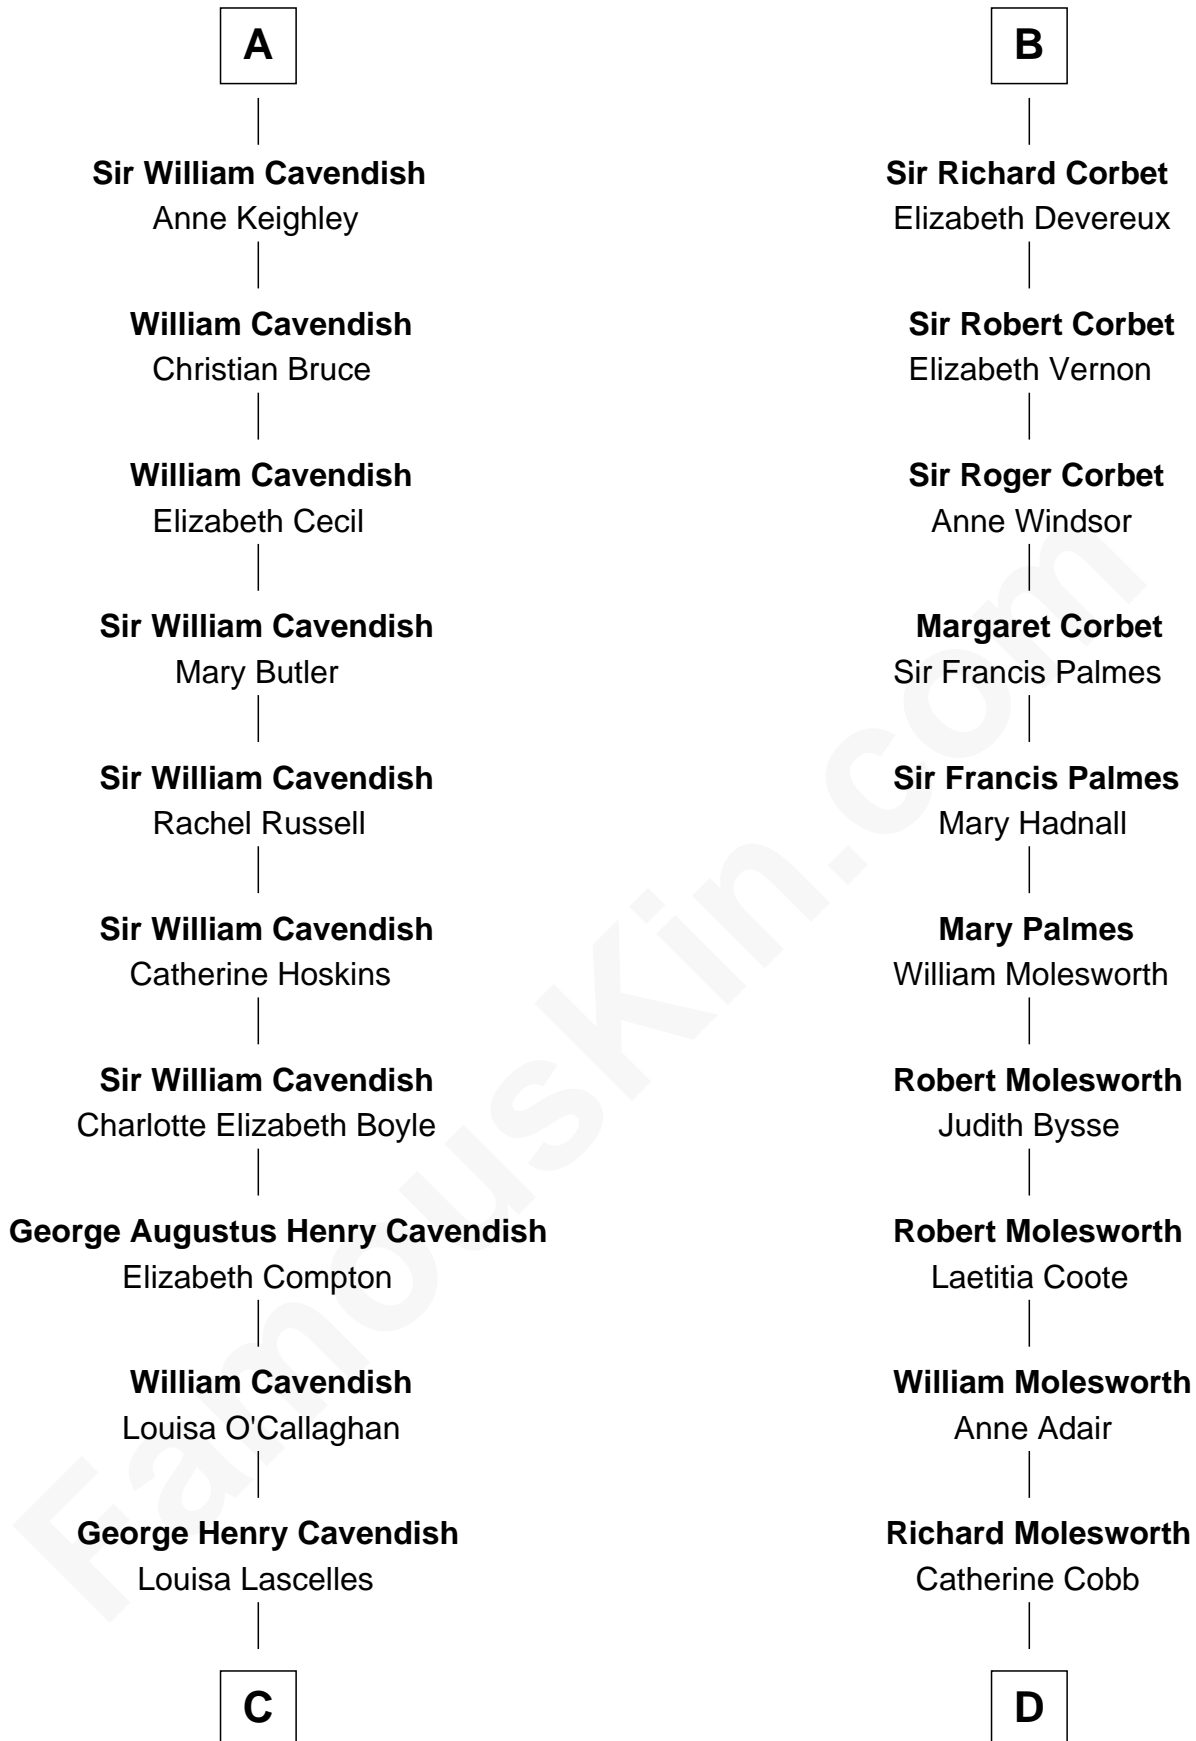 A
Sir William Cavendish
Anne Keighley
William Cavendish
Christian Bruce
William Cavendish
Elizabeth Cecil
Sir William Cavendish
Mary Butler
Sir William Cavendish
Rachel Russell
Sir William Cavendish
Catherine Hoskins
Sir William Cavendish
Charlotte Elizabeth Boyle
George Augustus Henry Cavendish
Elizabeth Compton
William Cavendish
Louisa O'Callaghan
George Henry Cavendish
Louisa Lascelles
C
B
Sir Richard Corbet
Elizabeth Devereux
Sir Robert Corbet
Elizabeth Vernon
Sir Roger Corbet
Anne Windsor
Margaret Corbet
Sir Francis Palmes
Sir Francis Palmes
Mary Hadnall
Mary Palmes
William Molesworth
Robert Molesworth
Judith Bysse
Robert Molesworth
Laetitia Coote
William Molesworth
Anne Adair
Richard Molesworth
Catherine Cobb
D
FamousKin.com